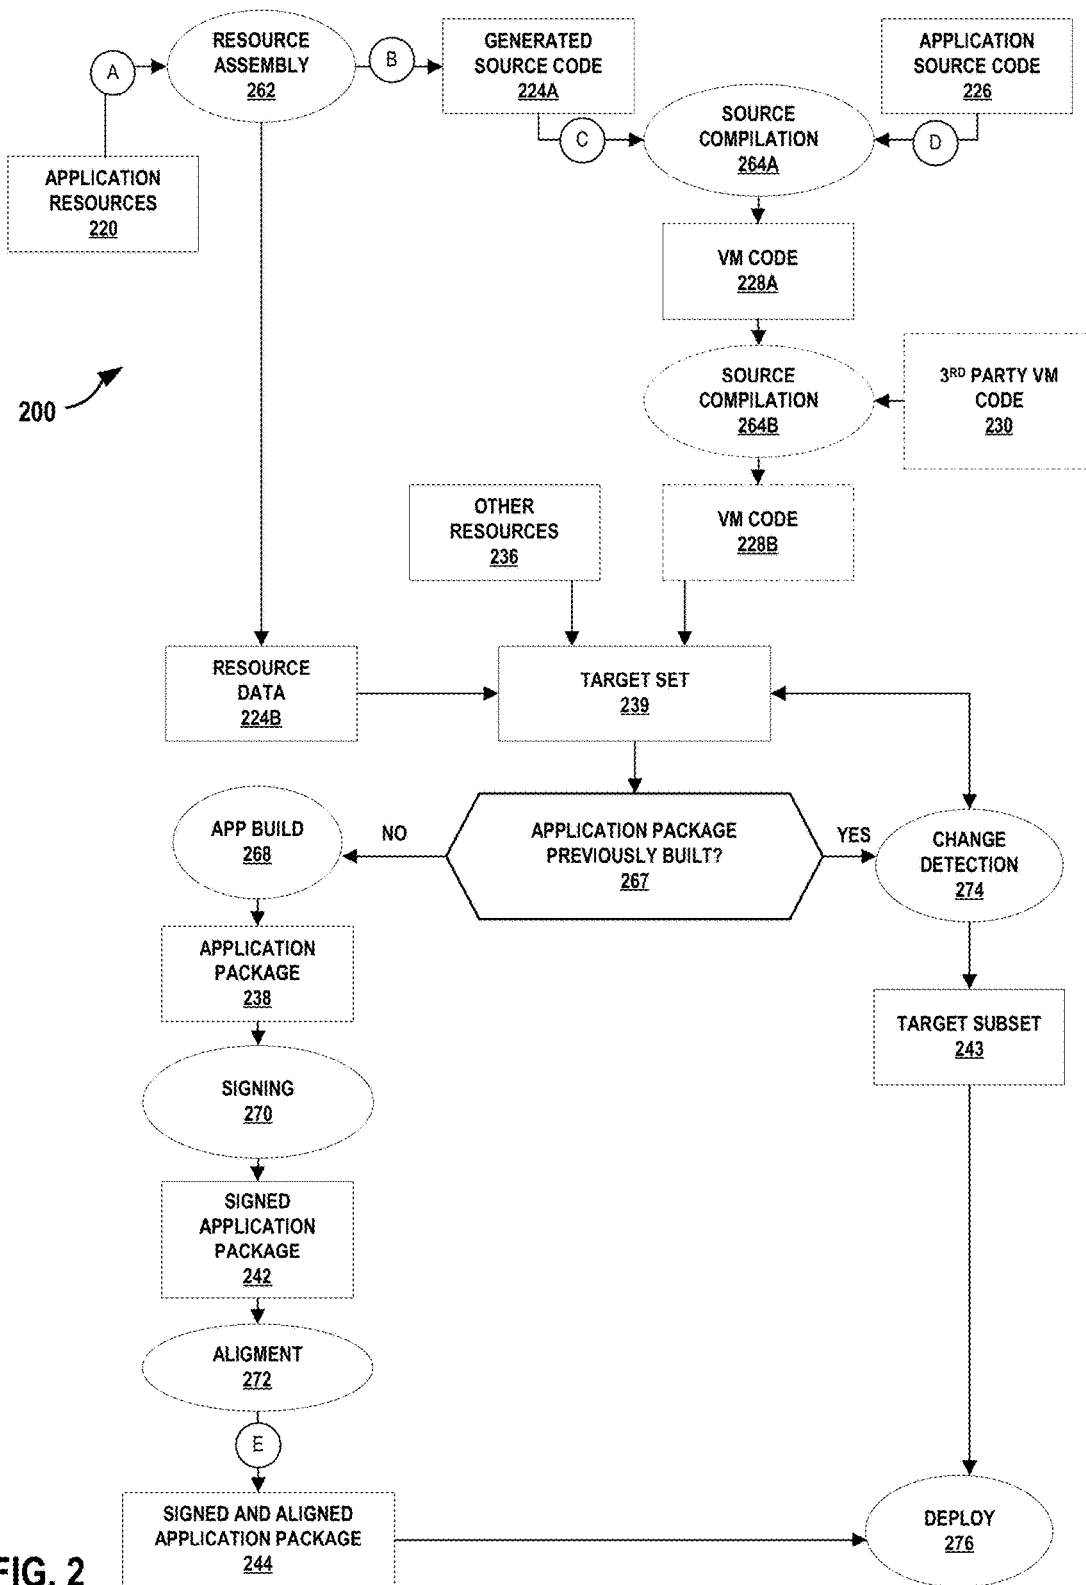 RESOURCE
ASSEMBLY
262
A
B
GENERATED
SOURCE CODE
224A
APPLICATION
SOURCE CODE
226
C
SOURCE
COMPILATION
264A
D
APPLICATION
RESOURCES
220
VM CODE
228A
200
SOURCE
COMPILATION
264B
3RD PARTY VM
CODE
230
OTHER
RESOURCES
236
VM CODE
228B
RESOURCE
DATA
224B
TARGET SET
239
APP BUILD
268
NO
APPLICATION PACKAGE
PREVIOUSLY BUILT?
267
YES
CHANGE
DETECTION
274
APPLICATION
PACKAGE
238
TARGET SUBSET
243
SIGNING
270
SIGNED
APPLICATION
PACKAGE
242
ALIGMENT
272
E
SIGNED AND ALIGNED
APPLICATION PACKAGE
244
DEPLOY
276
FIG. 2